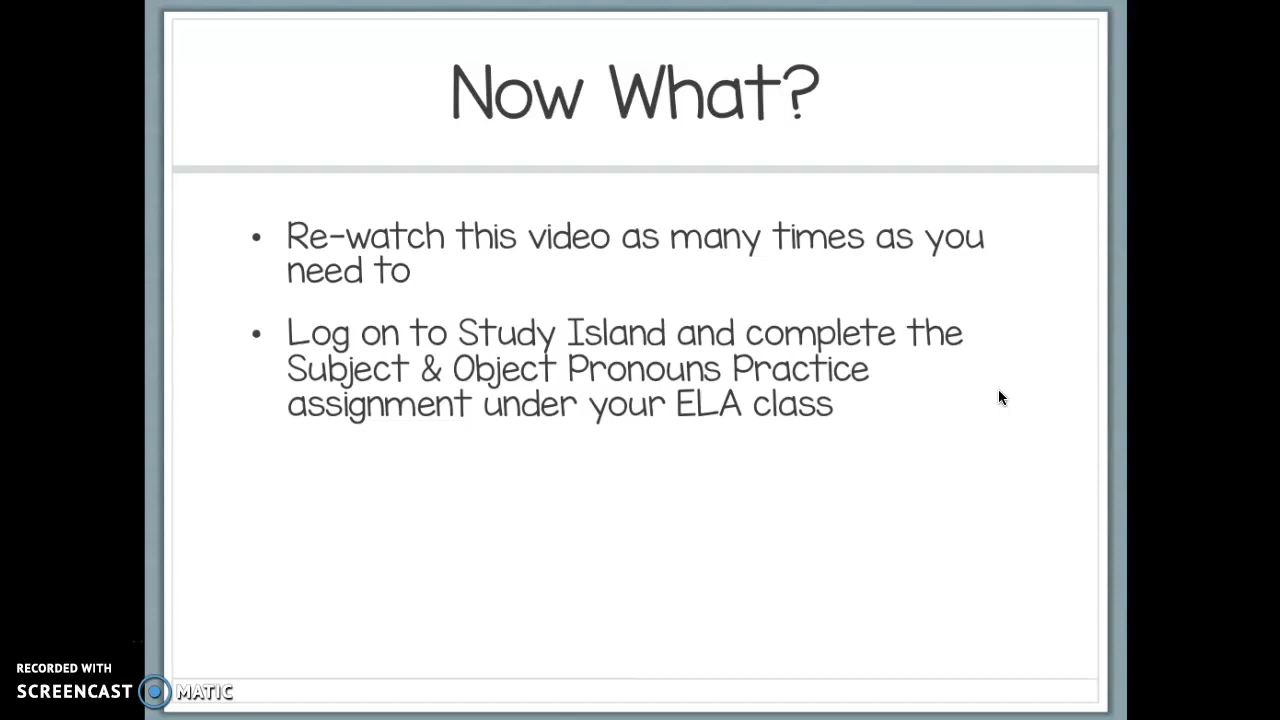 Now What?
• Re-watch this video as many times as you
need to
• Log on to Study Island and complete the
Subject & Object Pronouns Practice
assignment under your ELA class
RECORDED WITH
SCREENCAST MATIC